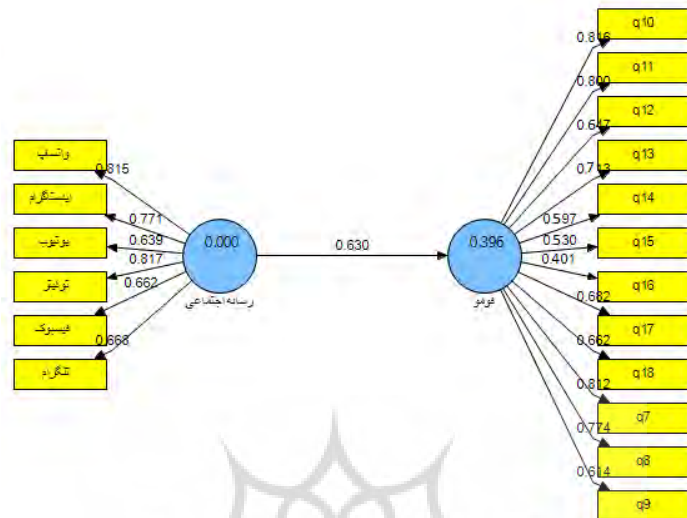 واتساپ
0.815
اینستاگرام
0.771
یوتیوب
0.639
توئیتر
0.817
فیسبوک
0.662
تلگرام
0.668
0.000
رسانه اجتماعی
0.630
0.396
فومو
0.816
q10
0.800
q11
0.647
q12
0.713
q13
0.597
q14
0.530
q15
0.401
q16
0.682
q17
0.662
q18
0.812
q7
0.774
q8
0.614
q9